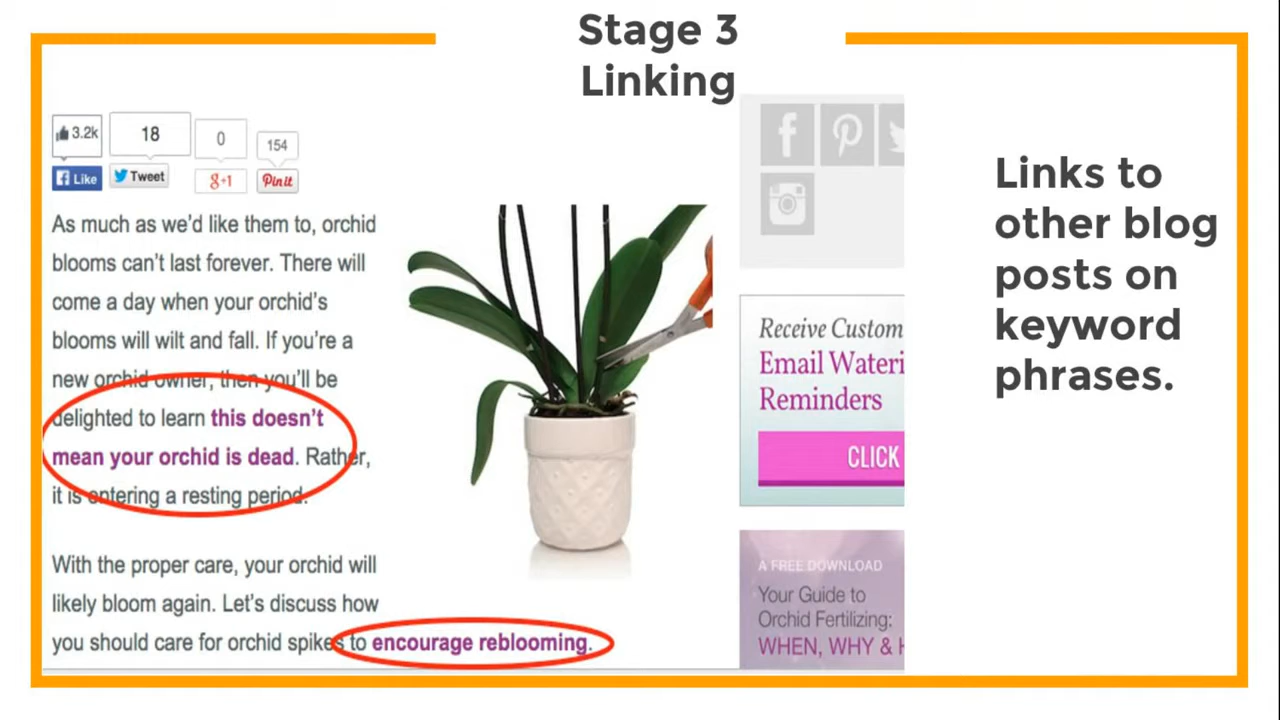 Stage 3
Linking
3.2k
18
0
154
Like
Tweet
g+1
Pinit
As much as we'd like them to, orchid
blooms can't last forever. There will
come a day when your orchid's
blooms will wilt and fall. If you're a
new orchid owner, then you'll be
delighted to learn this doesn't
mean your orchid is dead. Rather,
it is entering a resting period.
With the proper care, your orchid will
likely bloom again. Let's discuss how
you should care for orchid spikes to encourage reblooming.
Receive Custom
Email Wateri
Reminders
CLICK
A FREE DOWNLOAD
Your Guide to
Orchid Fertilizing:
WHEN, WHY & H
Links to
other blog
posts on
keyword
phrases.